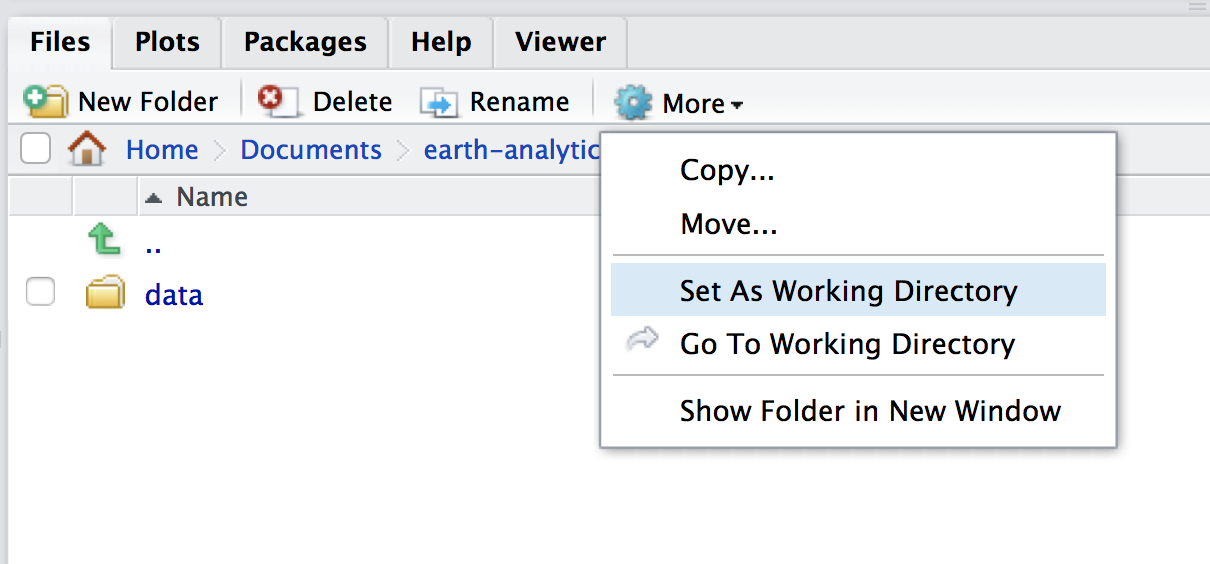 Files Plots Packages Help Viewer
New Folder Delete Rename More
Home Documents earth-analytic
Name
..
data
Copy...
Move...
Set As Working Directory
Go To Working Directory
Show Folder in New Window